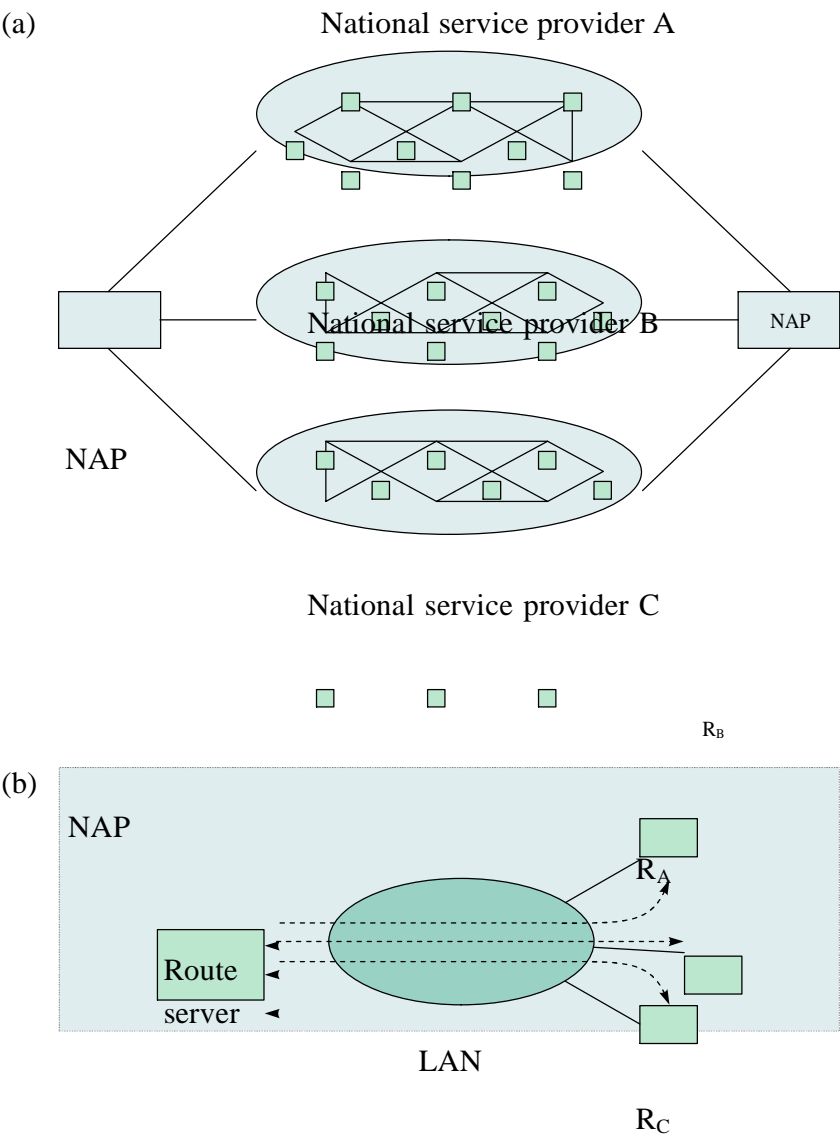 (a)
National service provider A
National service provider B
NAP
NAP
National service provider C
R_B
(b)
NAP
R_A
Route
server
LAN
R_C